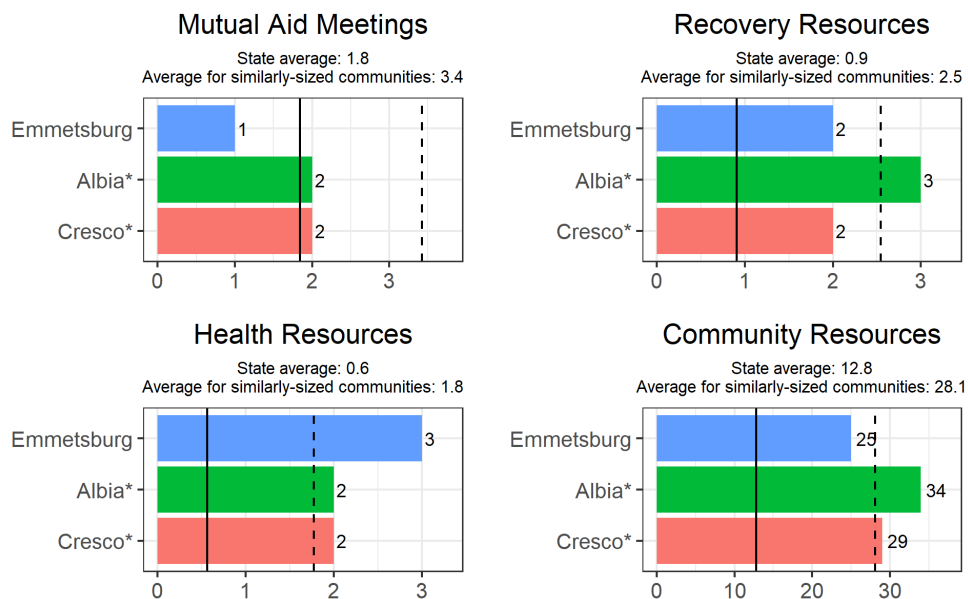 Mutual Aid Meetings
State average: 1.8
Average for similarly-sized communities: 3.4
Emmetsburg
1
Albia*
2
Cresco*
2
0 1 2 3
Recovery Resources
State average: 0.9
Average for similarly-sized communities: 2.5
Emmetsburg
2
Albia*
3
Cresco*
2
0 1 2 3
Health Resources
State average: 0.6
Average for similarly-sized communities: 1.8
Emmetsburg
3
Albia*
2
Cresco*
2
0 1 2 3
Community Resources
State average: 12.8
Average for similarly-sized communities: 28.1
Emmetsburg
25
Albia*
34
Cresco*
29
0 10 20 30